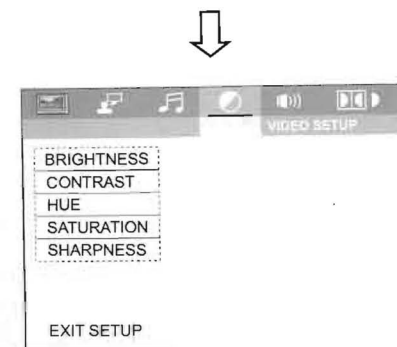 VIDEO SETUP
BRIGHTNESS
CONTRAST
HUE
SATURATION
SHARPNESS
EXIT SETUP